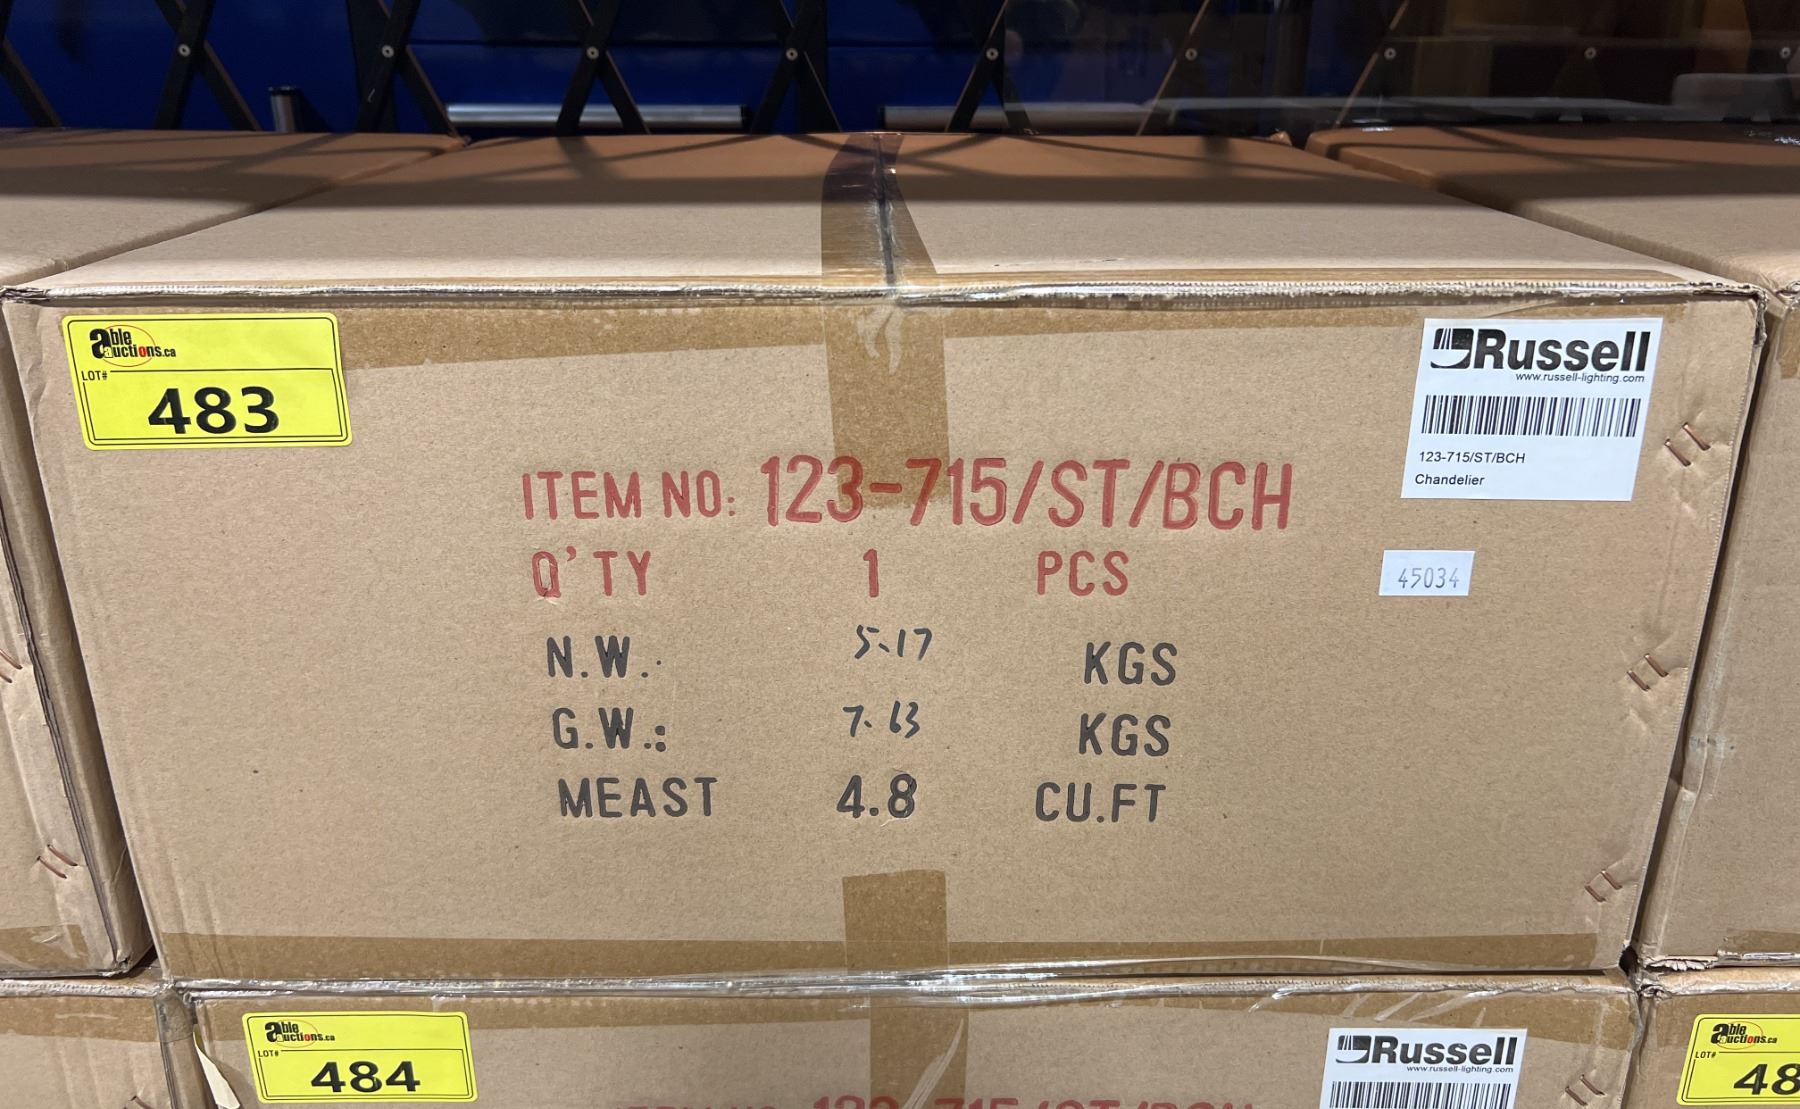 able auctions.ca
LOT#
483
Russell
www.russell-lighting.com
123-715/ST/BCH
Chandelier
ITEM NO: 123-715/ST/BCH
Q'TY 1 PCS
45034
N.W.: 5.17 KGS
G.W.: 7.63 KGS
MEAST 4.8 CU.FT
able auctions.ca
LOT#
484
Russell
www.russell-lighting.com
able auctions.ca
LOT#
48